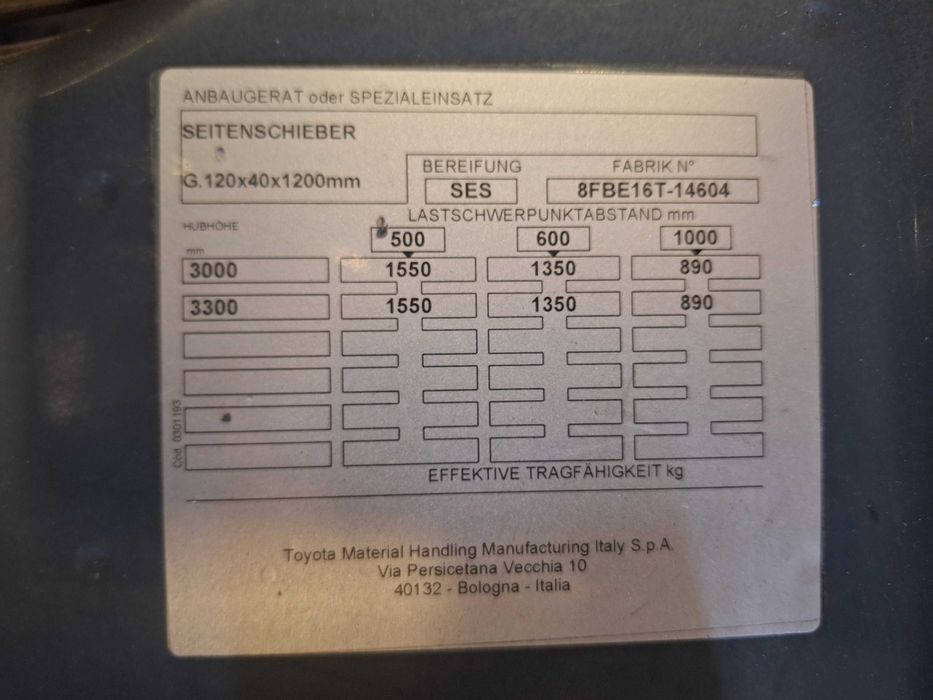 ANBAUGERAT oder SPEZIALEINSATZ
SEITENSCHIEBER
G.120x40x1200mm
BEREIFUNG FABRIK N°
SES 8FBE16T-14604
LASTSCHWERPUNKTABSTAND mm
HUBHÖHE
mm
500 600 1000
3000 1550 1350 890
3300 1550 1350 890
Cod. 0301193
EFFEKTIVE TRAGFÄHIGKEIT kg
Toyota Material Handling Manufacturing Italy S.p.A.
Via Persicetana Vecchia 10
40132 - Bologna - Italia